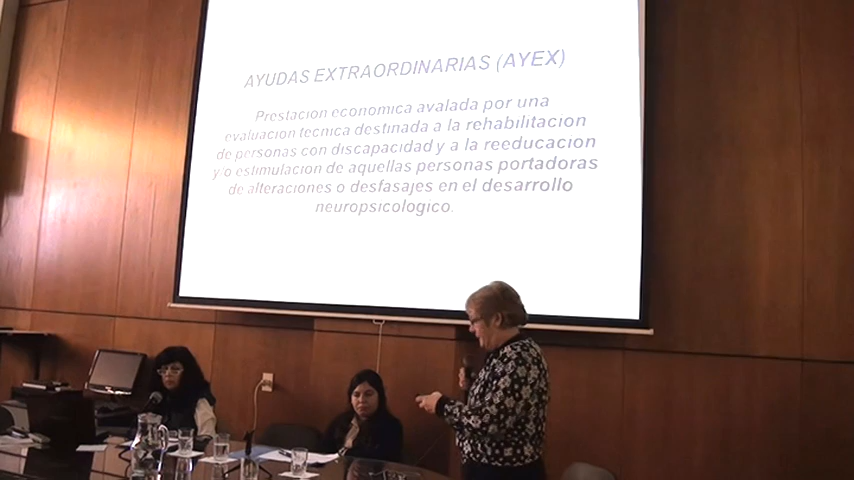 AYUDAS EXTRAORDINARIAS (AYEX)
Prestacion economica avalada por una
evaluacion tecnica destinada a la rehabilitacion
de personas con discapacidad y a la reeducacion
y/o estimulacion de aquellas personas portadoras
de alteraciones o desfasajes en el desarrollo
neuropsicologico.